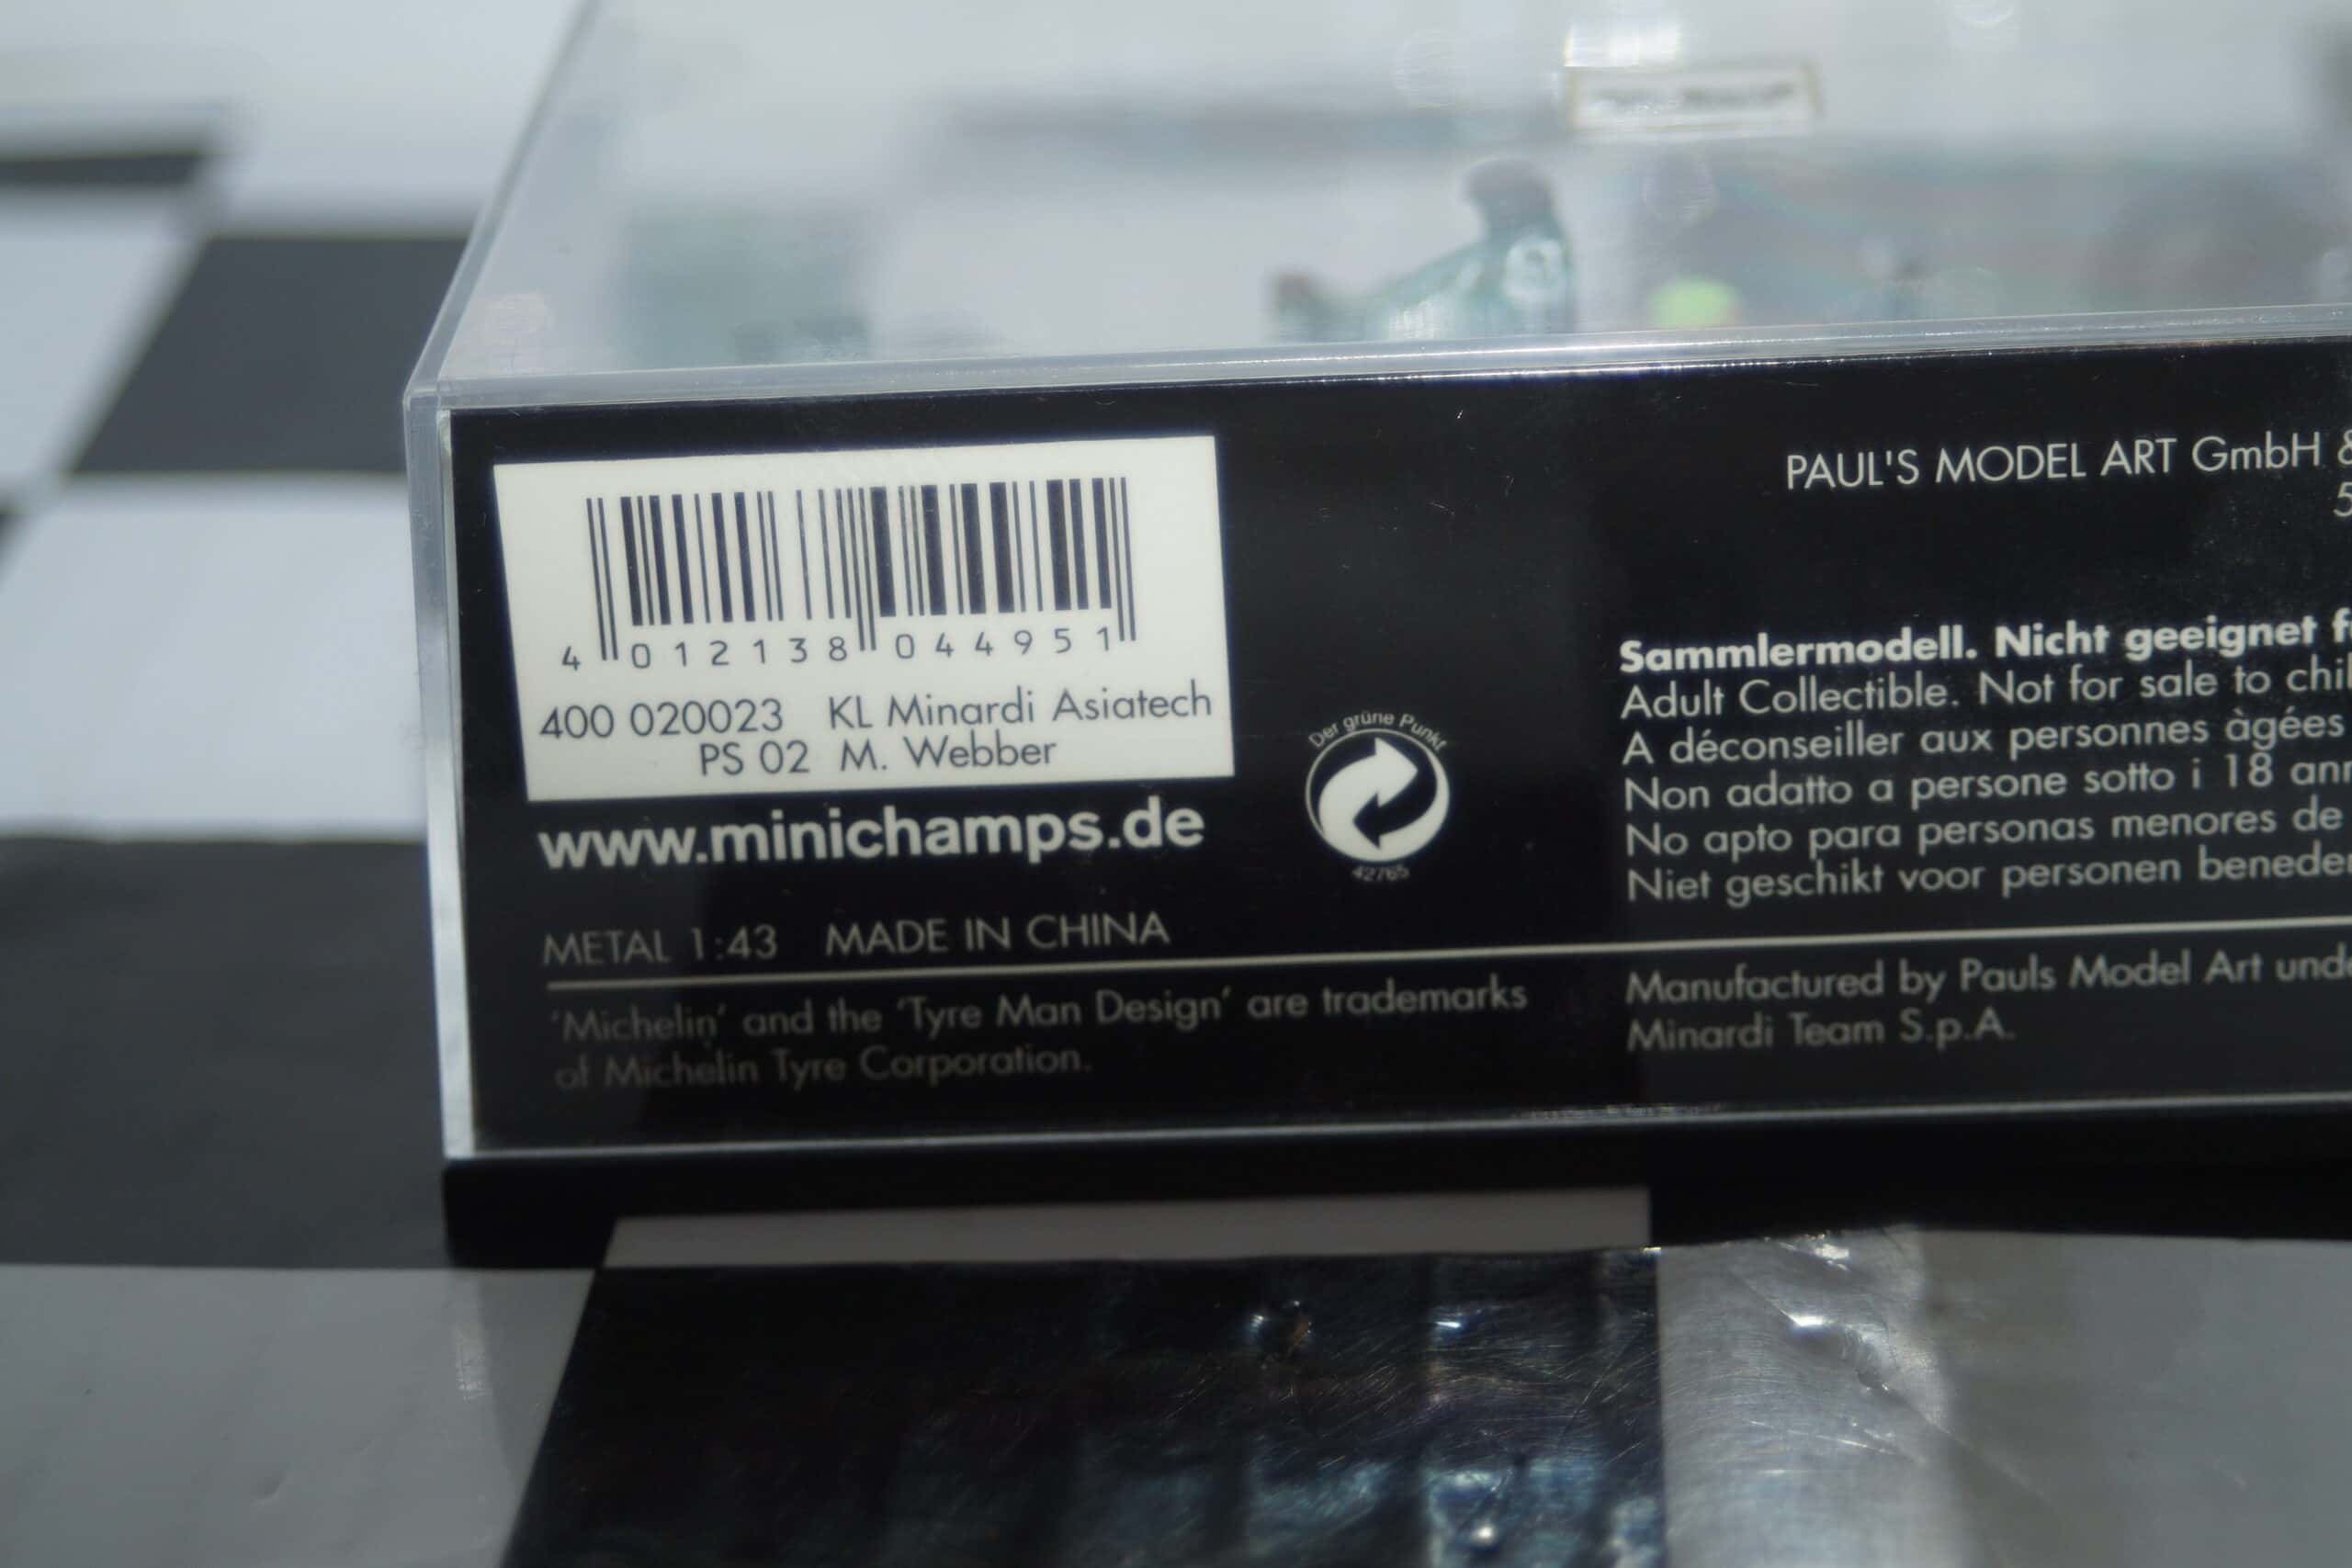 4 012138 044951
400 020023 KL Minardi Asiatech
PS 02 M. Webber
www.minichamps.de
METAL 1:43 MADE IN CHINA
'Michelin' and the 'Tyre Man Design' are trademarks
of Michelin Tyre Corporation.
Der grüne Punkt
42765
PAUL'S MODEL ART GmbH &
5
Sammlermodell. Nicht geeignet
Adult Collectible. Not for sale to
A déconseiller aux personnes àgées
Non adatto a persone sotto i 18
No apto para personas menores de
Niet geschikt voor personen
Manufactured by Pauls Model Art
Minardi Team S.p.A.